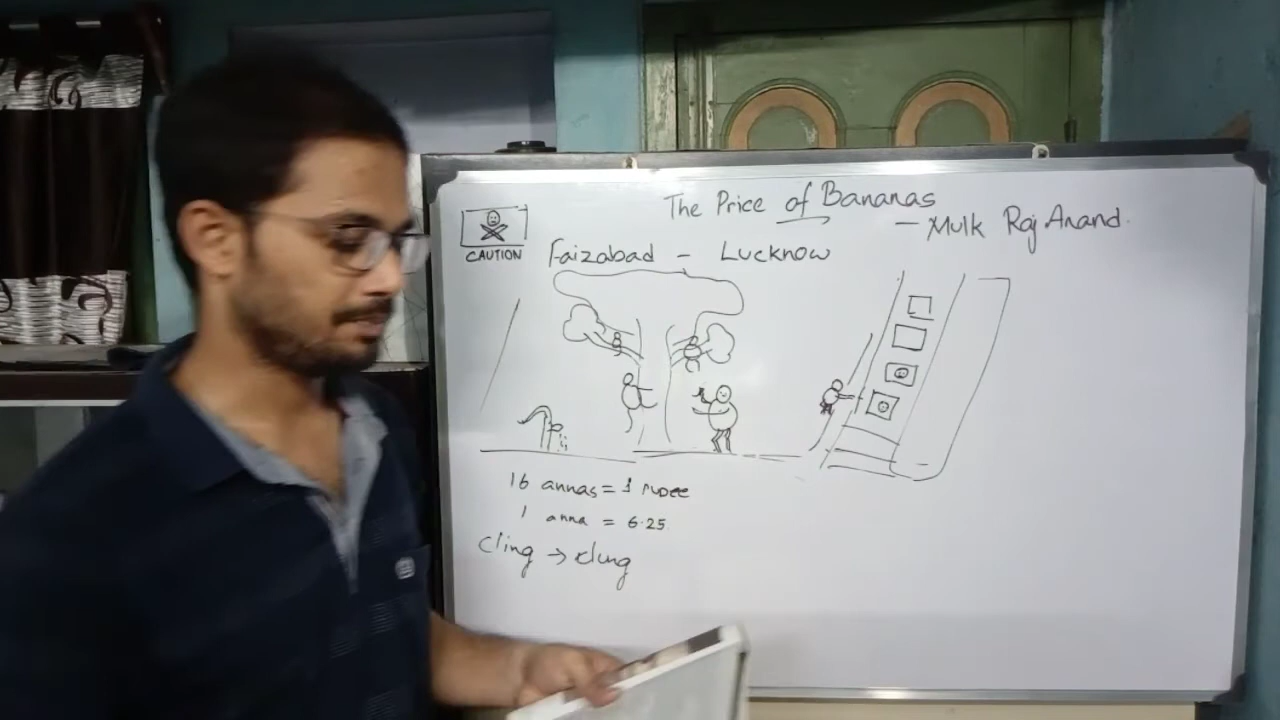 The Price of Bananas
- Mulk Raj Anand.
CAUTION
Faizabad - Lucknow
16 annas = 1 rupee
1 anna = 6.25
Cling → clung